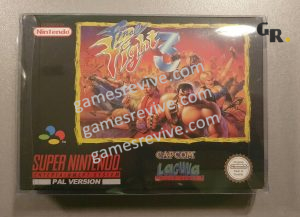 Nintendo
GR.
Final Fight 3
gamesrevive.com
gamesrevive.com
gamesrevive.com
CAPCOM
LAGUNA
SUPER NINTENDO
ENTERTAINMENT SYSTEM
PAL VERSION